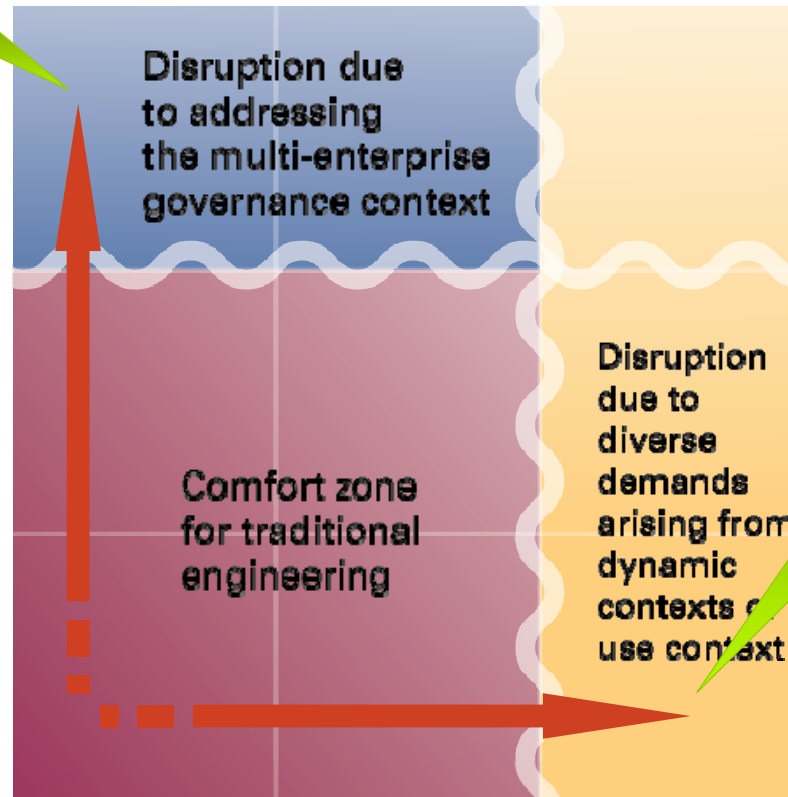 Disruption due
to addressing
the multi-enterprise
governance context
Comfort zone
for traditional
engineering
Disruption
due to
diverse
demands
arising from
dynamic
contexts
use context